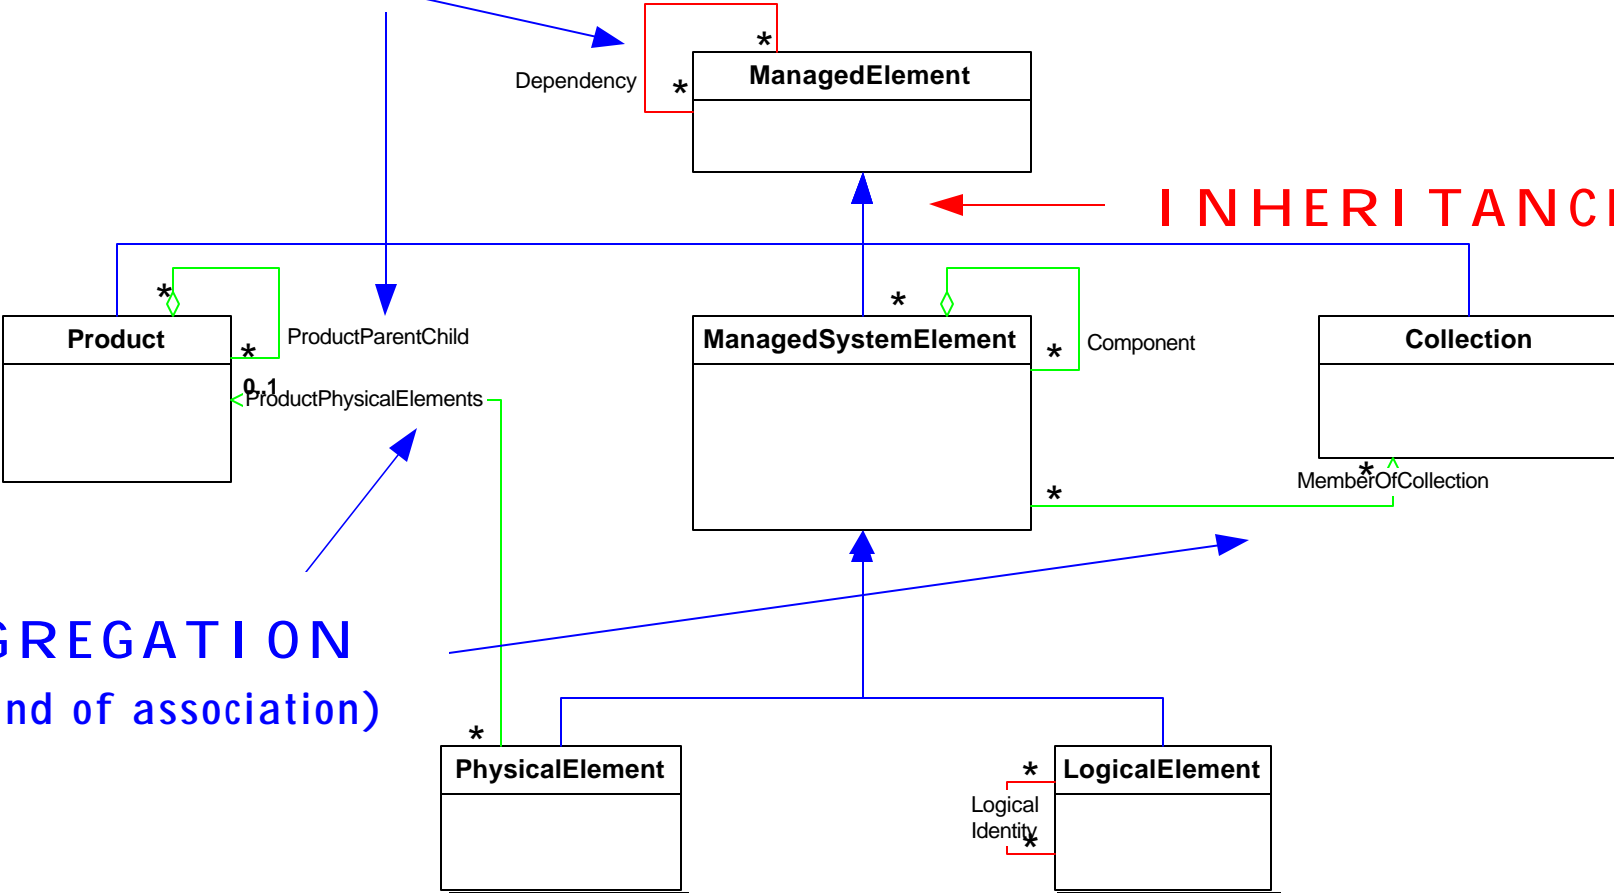 *
ManagedElement
Dependency
*
INHERITANC
*
*
Product
ProductParentChild
*
ManagedSystemElement
*
Component
Collection
0..1
ProductPhysicalElements
*
MemberOfCollection
*
GREGATION
nd of association)
*
PhysicalElement
*
LogicalElement
Logical
Identity
*